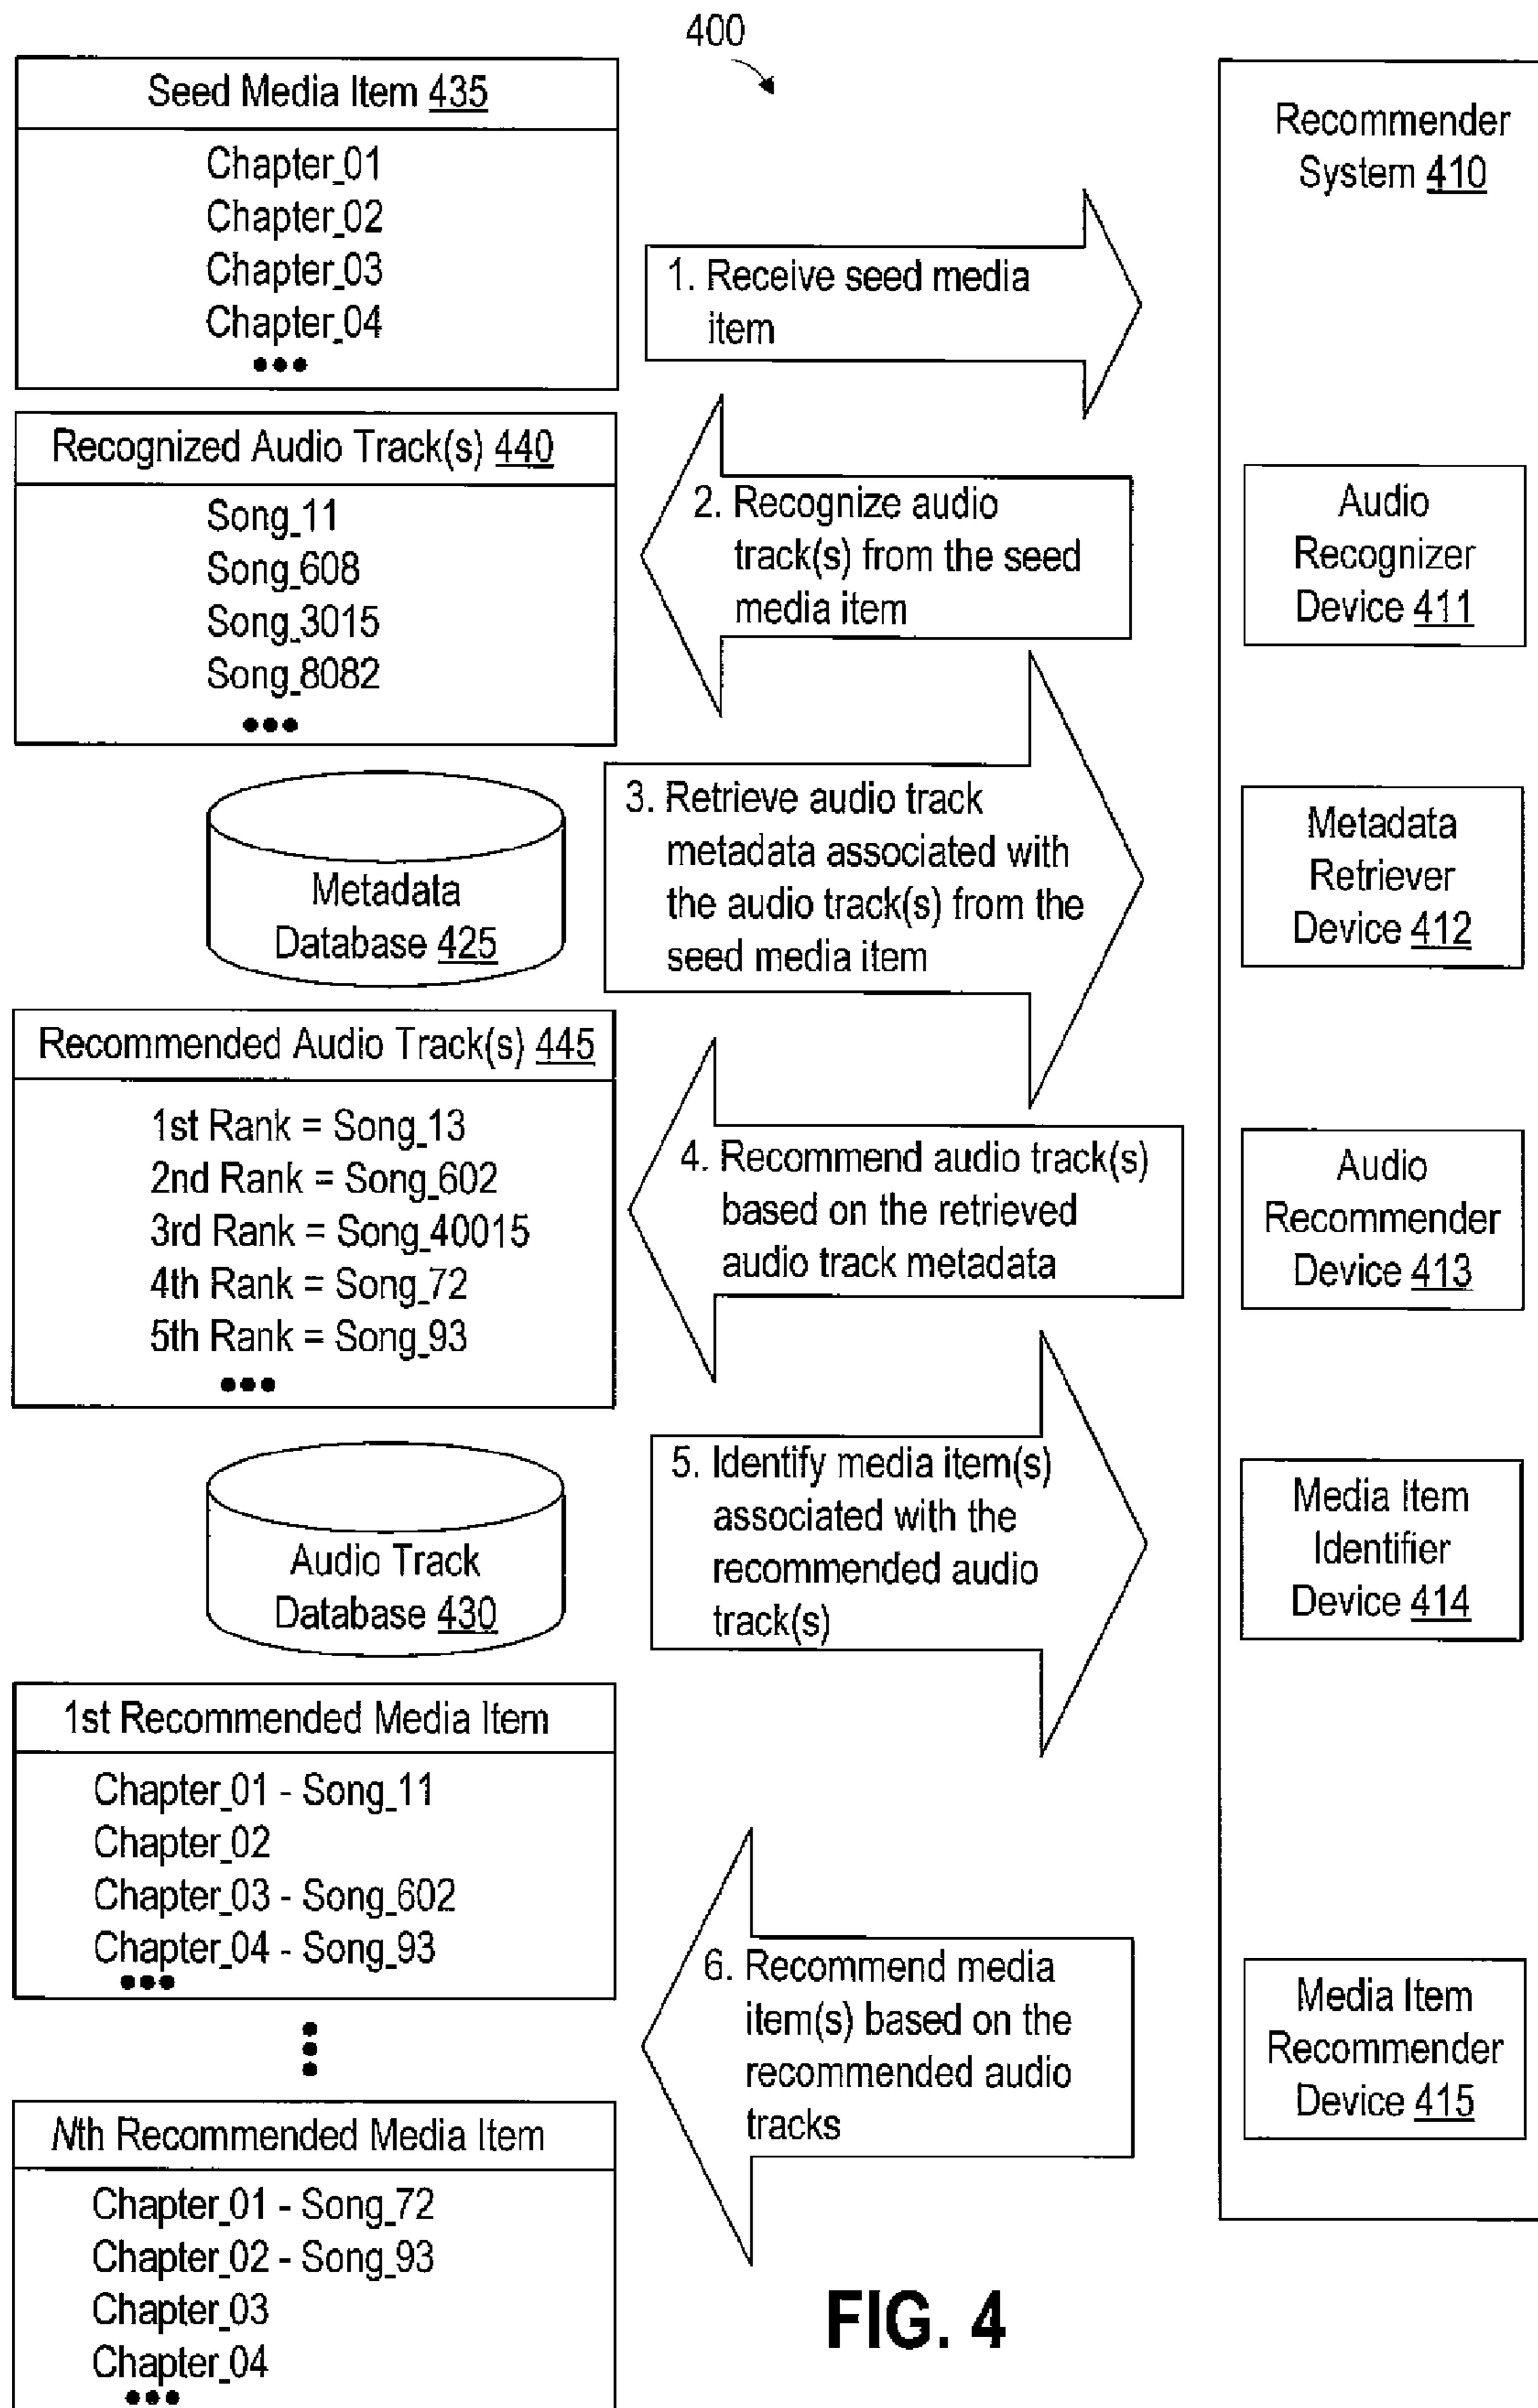 400
Seed Media Item 435
Chapter_01
Chapter_02
Chapter_03
Chapter_04
•••
Recommender
System 410
1. Receive seed media
item
Recognized Audio Track(s) 440
Song_11
Song_608
Song_3015
Song_8082
•••
2. Recognize audio
track(s) from the seed
media item
Audio
Recognizer
Device 411
Metadata
Database 425
3. Retrieve audio track
metadata associated with
the audio track(s) from the
seed media item
Metadata
Retriever
Device 412
Recommended Audio Track(s) 445
1st Rank = Song_13
2nd Rank = Song_602
3rd Rank = Song_40015
4th Rank = Song_72
5th Rank = Song_93
•••
4. Recommend audio track(s)
based on the retrieved
audio track metadata
Audio
Recommender
Device 413
Audio Track
Database 430
5. Identify media item(s)
associated with the
recommended audio
track(s)
Media Item
Identifier
Device 414
1st Recommended Media Item
Chapter_01 - Song_11
Chapter_02
Chapter_03 - Song_602
Chapter_04 - Song_93
•••
6. Recommend media
item(s) based on the
recommended audio
tracks
Media Item
Recommender
Device 415
Nth Recommended Media Item
Chapter_01 - Song_72
Chapter_02 - Song_93
Chapter_03
Chapter_04
•••
FIG. 4